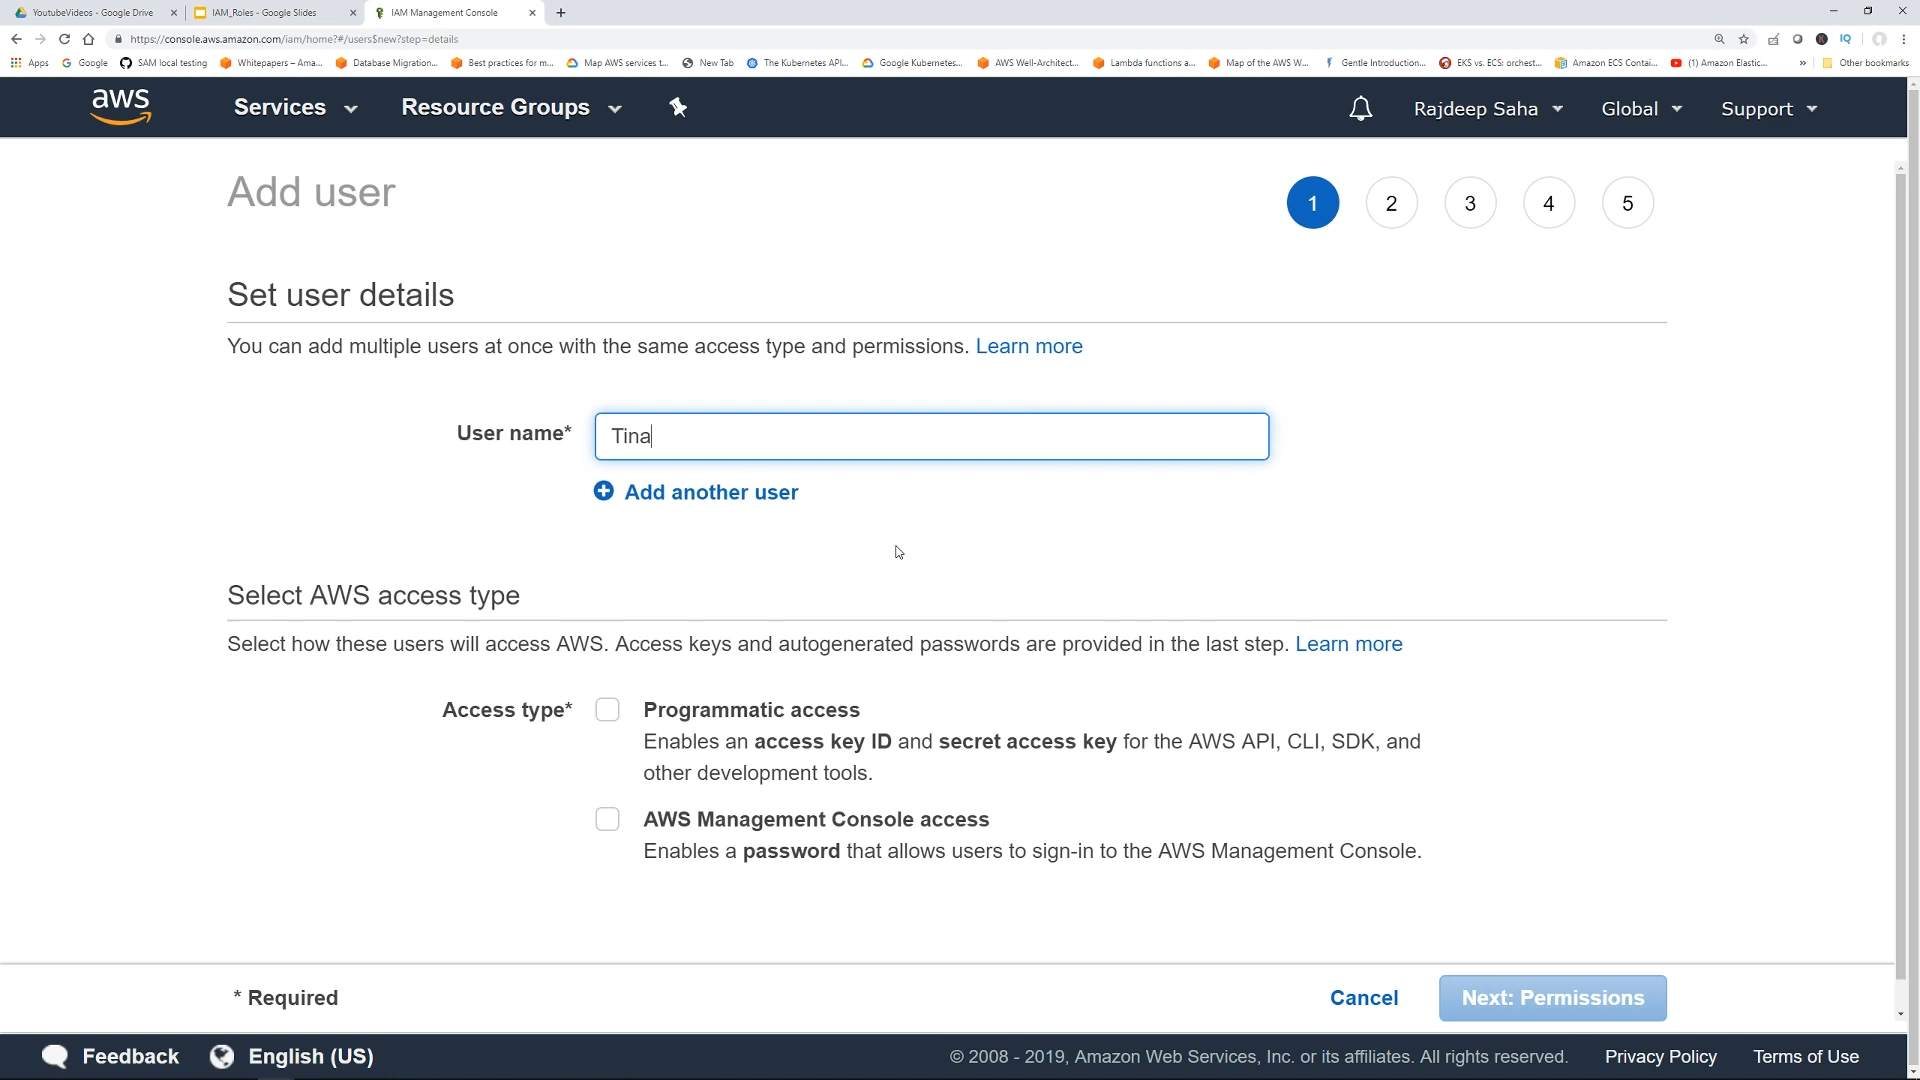 YoutubeVideos - Google Drive
IAM_Roles - Google Slides
IAM Management Console
https://console.aws.amazon.com/iam/home?#/users$new?step=details
Apps
Google
SAM local testing
Whitepapers – Ama...
Database Migration...
Best practices for m...
Map AWS services t...
New Tab
The Kubernetes API...
Google Kubernetes...
AWS Well-Architect...
Lambda functions a...
Map of the AWS W...
Gentle Introduction...
EKS vs. ECS: orchest...
Amazon ECS Contai...
(1) Amazon Elastic...
»
Other bookmarks
aws
Services
Resource Groups
Rajdeep Saha
Global
Support
Add user
1 2 3 4 5
Set user details
You can add multiple users at once with the same access type and permissions. Learn more
User name* Tina
Add another user
Select AWS access type
Select how these users will access AWS. Access keys and autogenerated passwords are provided in the last step. Learn more
Access type* Programmatic access
Enables an access key ID and secret access key for the AWS API, CLI, SDK, and
other development tools.
AWS Management Console access
Enables a password that allows users to sign-in to the AWS Management Console.
* Required
Cancel
Next: Permissions
Feedback
English (US)
© 2008 - 2019, Amazon Web Services, Inc. or its affiliates. All rights reserved.
Privacy Policy
Terms of Use